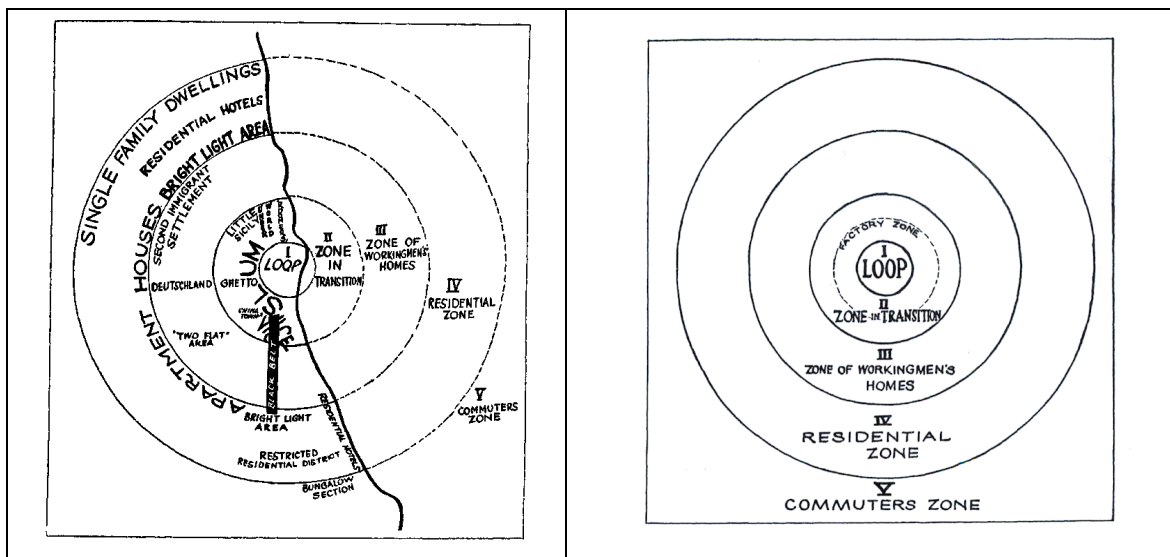 SINGLE FAMILY DWELLINGS
RESIDENTIAL HOTELS
BRIGHT LIGHT AREA
SECOND IMMIGRANT
SETTLEMENT
APARTMENT HOUSES
LITTLE
SICILY
UNDER
WORLD
ROOMERS
I
LOOP
II
ZONE
IN
TRANSITION
III
ZONE OF
WORKINGMEN'S
HOMES
IV
RESIDENTIAL
ZONE
V
COMMUTERS
ZONE
DEUTSCHLAND
GHETTO
SLUM
CHINA
TOWN
VICE
"TWO FLAT"
AREA
BLACK BELT
BRIGHT LIGHT
AREA
RESIDENTIAL HOTELS
RESTRICTED
RESIDENTIAL DISTRICT
BUNGALOW
SECTION
FACTORY ZONE
I
LOOP
II
ZONE IN TRANSITION
III
ZONE OF WORKINGMEN'S
HOMES
IV
RESIDENTIAL
ZONE
V
COMMUTERS ZONE